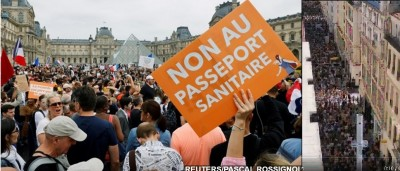 NON AU
PASSEPORT
SANITAIRE
REUTERS/PASCAL ROSSIGNOL